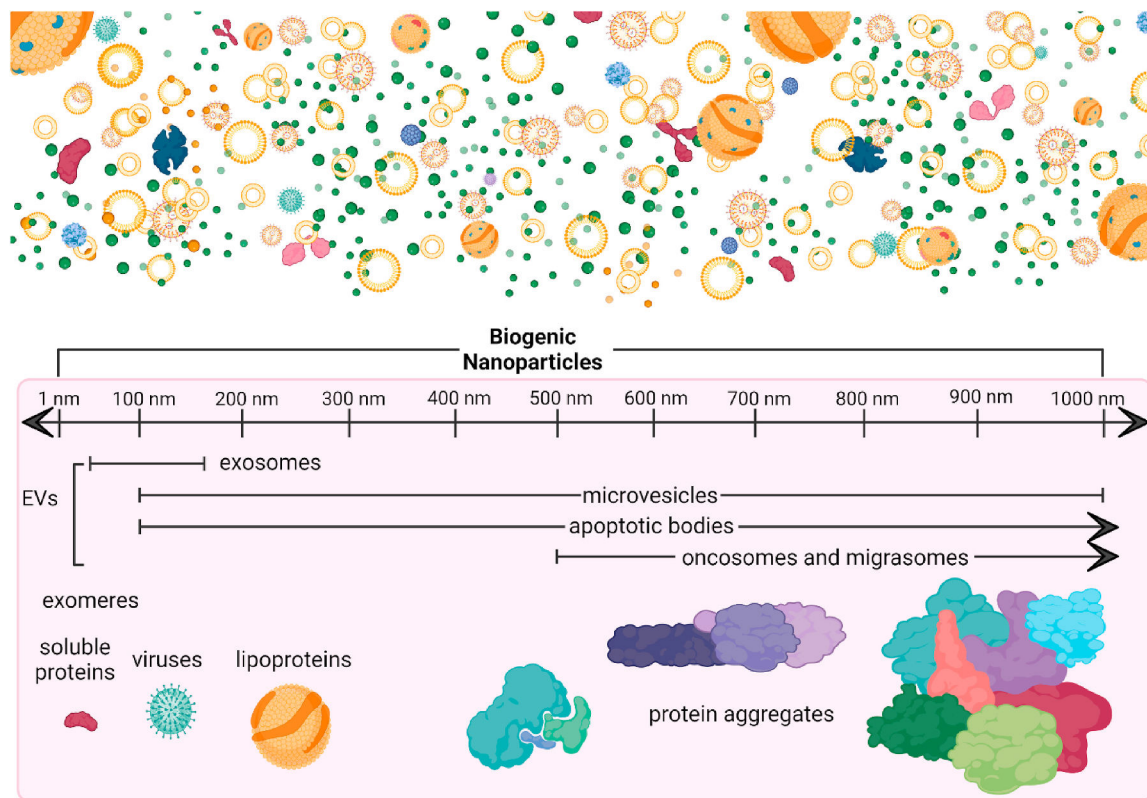 Biogenic
Nanoparticles
1 nm 100 nm 200 nm 300 nm 400 nm 500 nm 600 nm 700 nm 800 nm 900 nm 1000 nm
EVs
exosomes
microvesicles
apoptotic bodies
oncosomes and migrasomes
exomeres
soluble
proteins
viruses
lipoproteins
protein aggregates